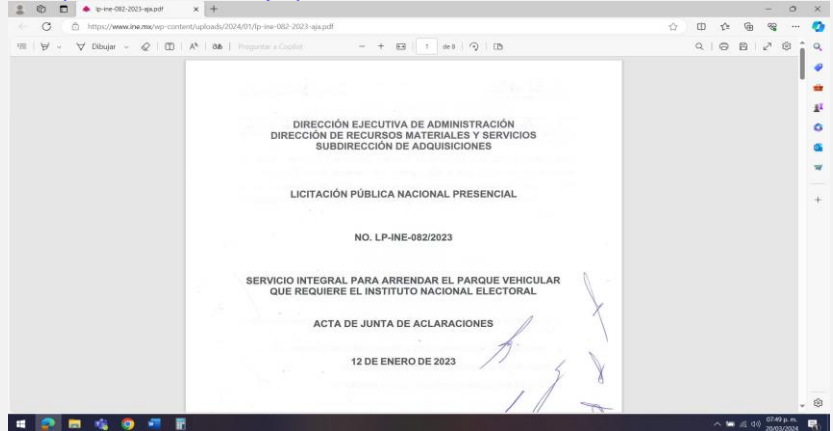 lp-ine-082-2023-aja.pdf
https://www.ine.mx/wp-content/uploads/2024/01/lp-ine-082-2023-aja.pdf
Dibujar
Preguntar a Copilot
1 de 8
DIRECCIÓN EJECUTIVA DE ADMINISTRACIÓN
DIRECCIÓN DE RECURSOS MATERIALES Y SERVICIOS
SUBDIRECCIÓN DE ADQUISICIONES
LICITACIÓN PÚBLICA NACIONAL PRESENCIAL
NO. LP-INE-082/2023
SERVICIO INTEGRAL PARA ARRENDAR EL PARQUE VEHICULAR
QUE REQUIERE EL INSTITUTO NACIONAL ELECTORAL
ACTA DE JUNTA DE ACLARACIONES
12 DE ENERO DE 2023
07:49 p. m.
20/03/2024